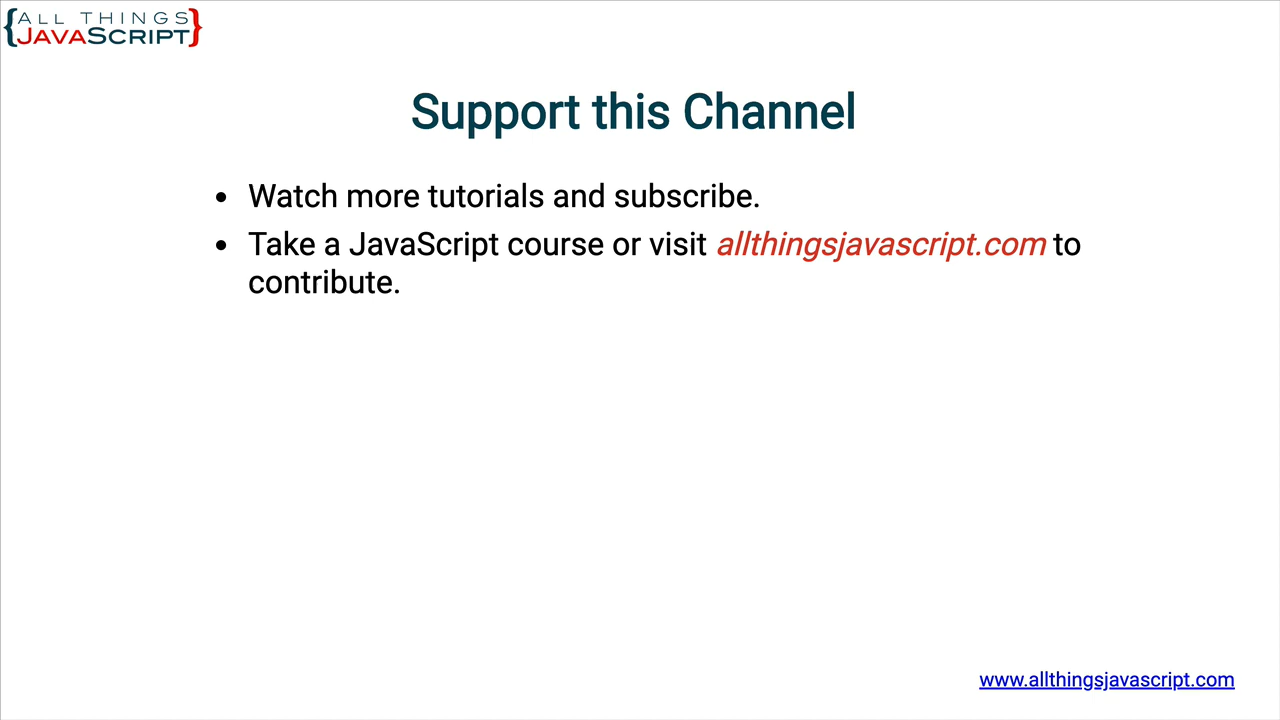 {ALL THINGS
JAVASCRIPT}
Support this Channel
• Watch more tutorials and subscribe.
• Take a JavaScript course or visit allthingsjavascript.com to
contribute.
www.allthingsjavascript.com